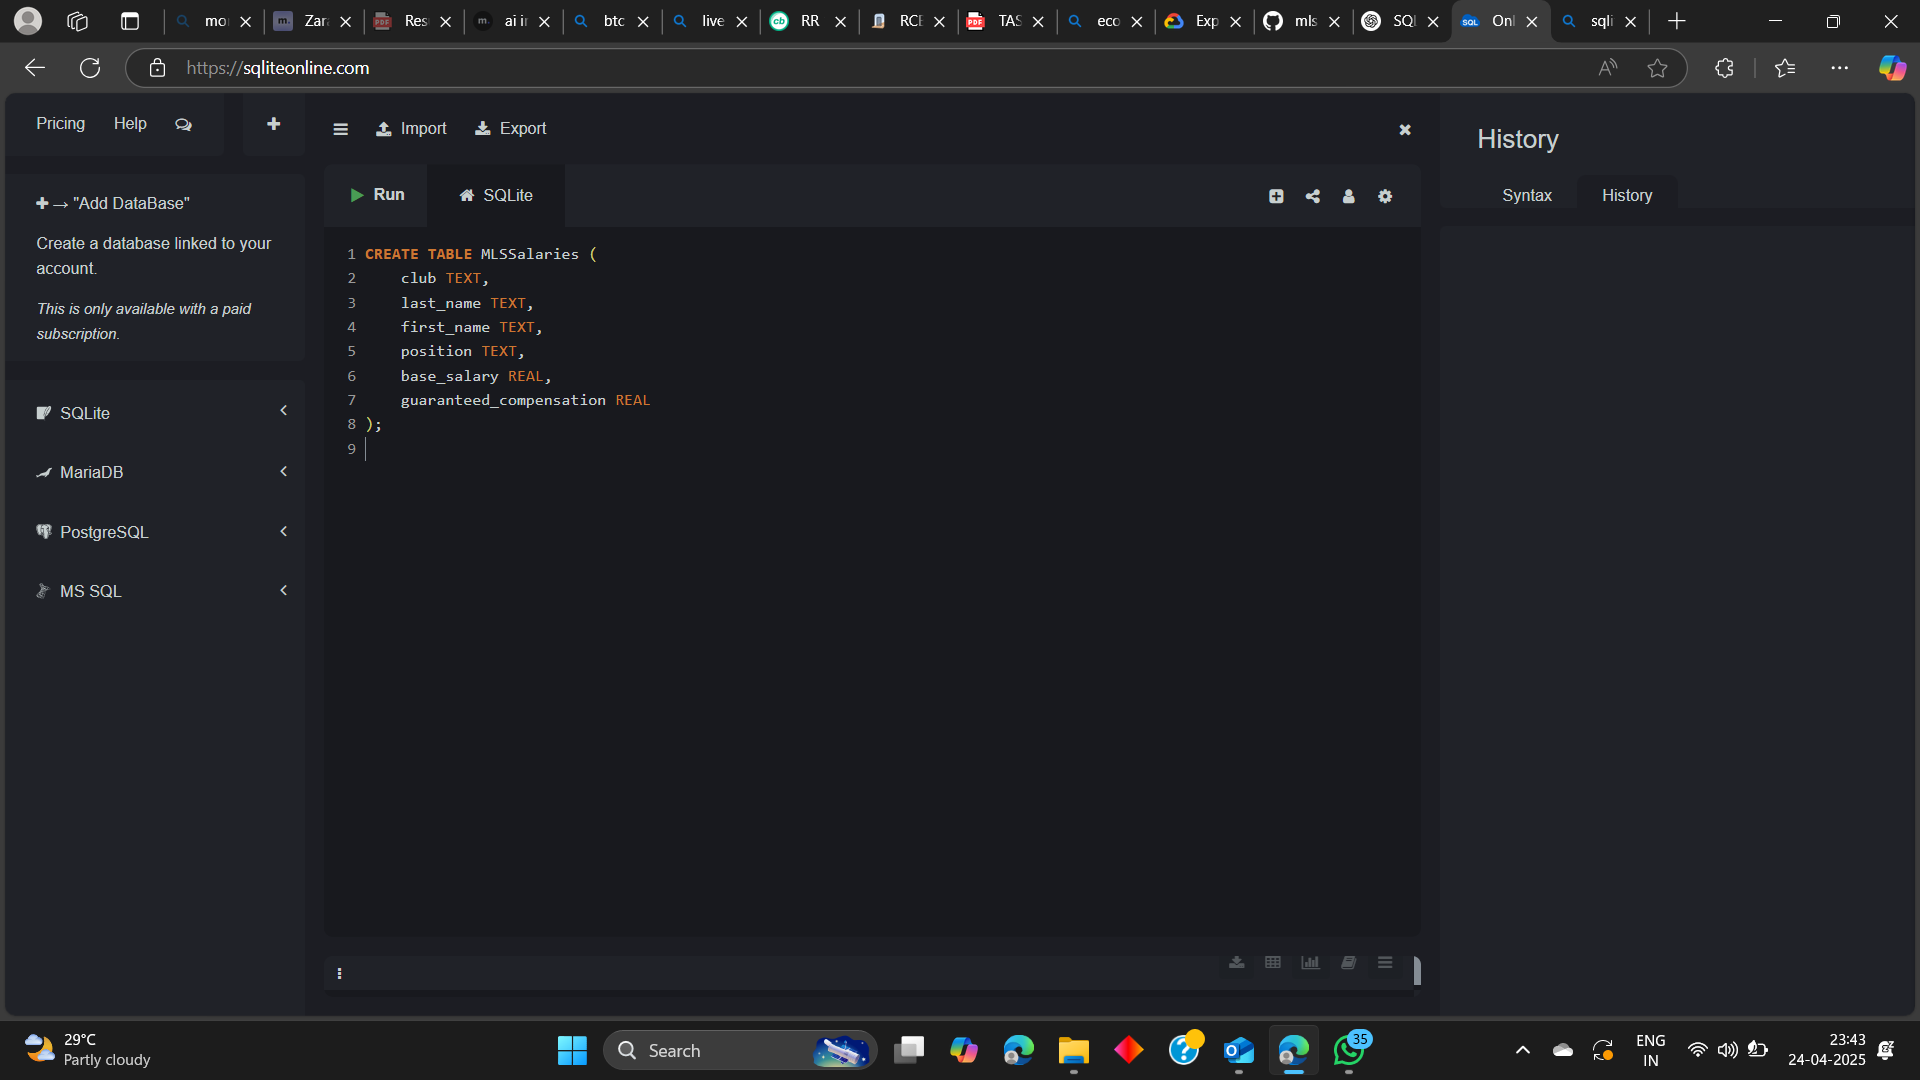 mo
Zar
Res
ai i
btc
live
RR
RCE
TAS
eco
Exp
mls
SQL
Onl
sqli
https://sqliteonline.com
Pricing
Help
Import
Export
History
+ → "Add DataBase"
Create a database linked to your
account.
This is only available with a paid
subscription.
SQLite
MariaDB
PostgreSQL
MS SQL
Run
SQLite
Syntax
History
1 CREATE TABLE MLSSalaries (
2 club TEXT,
3 last_name TEXT,
4 first_name TEXT,
5 position TEXT,
6 base_salary REAL,
7 guaranteed_compensation REAL
8 );
9
29°C
Partly cloudy
Search
35
ENG
IN
23:43
24-04-2025